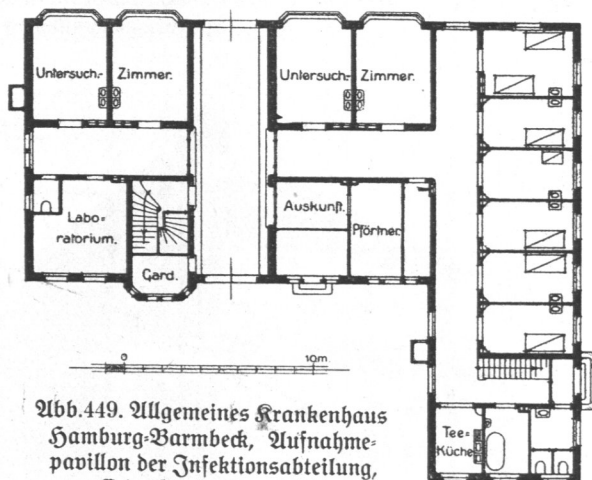 Untersuch.- Zimmer.
Untersuch.- Zimmer.
Labo=
ratorium.
Gard.
Auskunft.
Pförtner.
0 10m.
Tee=
Küche
Abb.449. Allgemeines Krankenhaus
Hamburg=Barmbeck, Aufnahme=
pavillon der Infektionsabteilung,